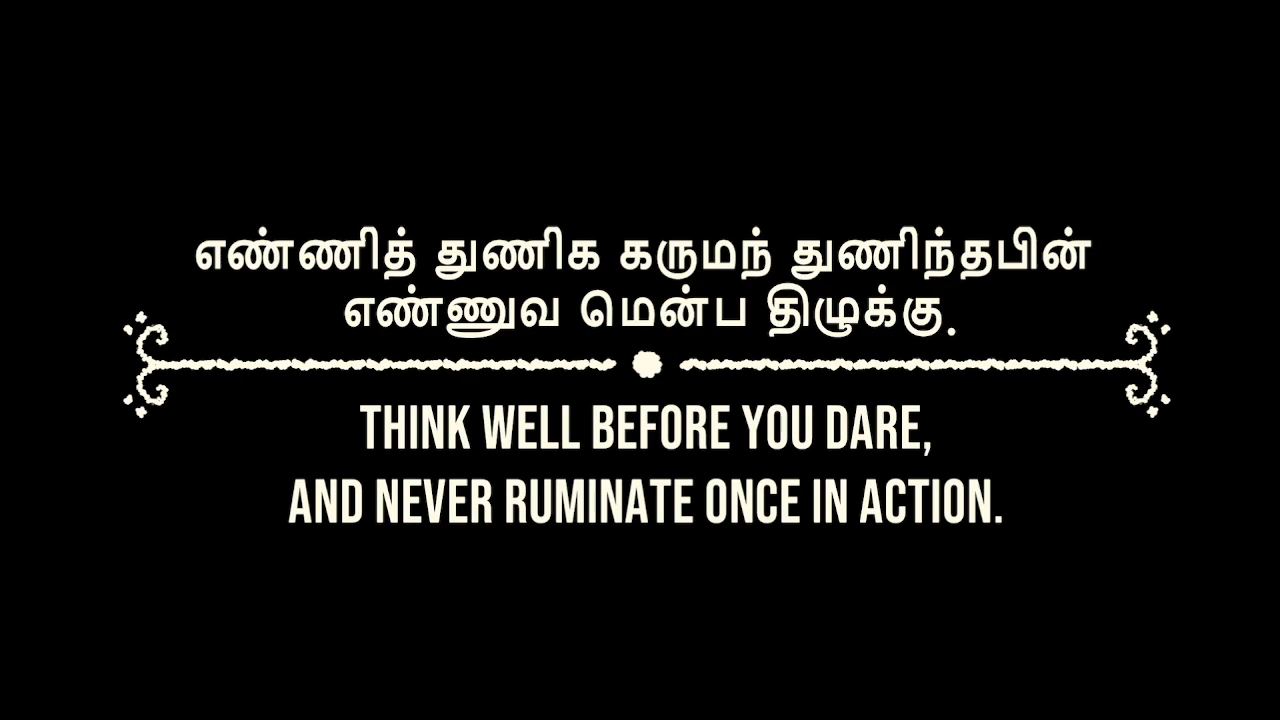 எண்ணித் துணிக கருமந் துணிந்தபின்
எண்ணுவ மென்ப திழுக்கு.
THINK WELL BEFORE YOU DARE,
AND NEVER RUMINATE ONCE IN ACTION.